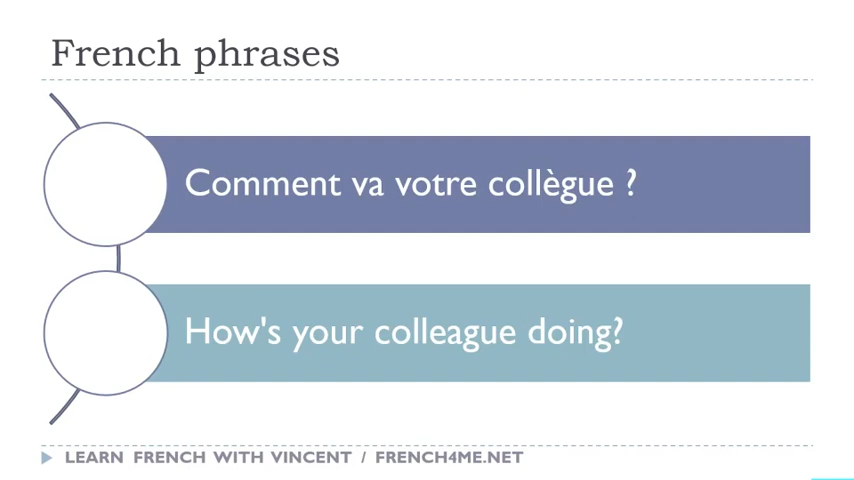 French phrases
Comment va votre collègue ?
How's your colleague doing?
LEARN FRENCH WITH VINCENT / FRENCH4ME.NET